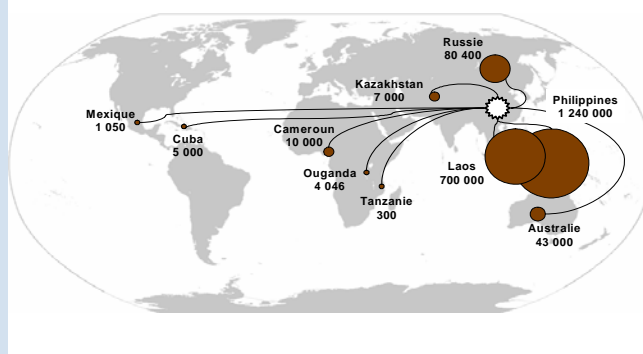 Russie
80 400
Kazakhstan
7 000
Philippines
1 240 000
Mexique
1 050
Cuba
5 000
Cameroun
10 000
Laos
700 000
Ouganda
4 046
Tanzanie
300
Australie
43 000